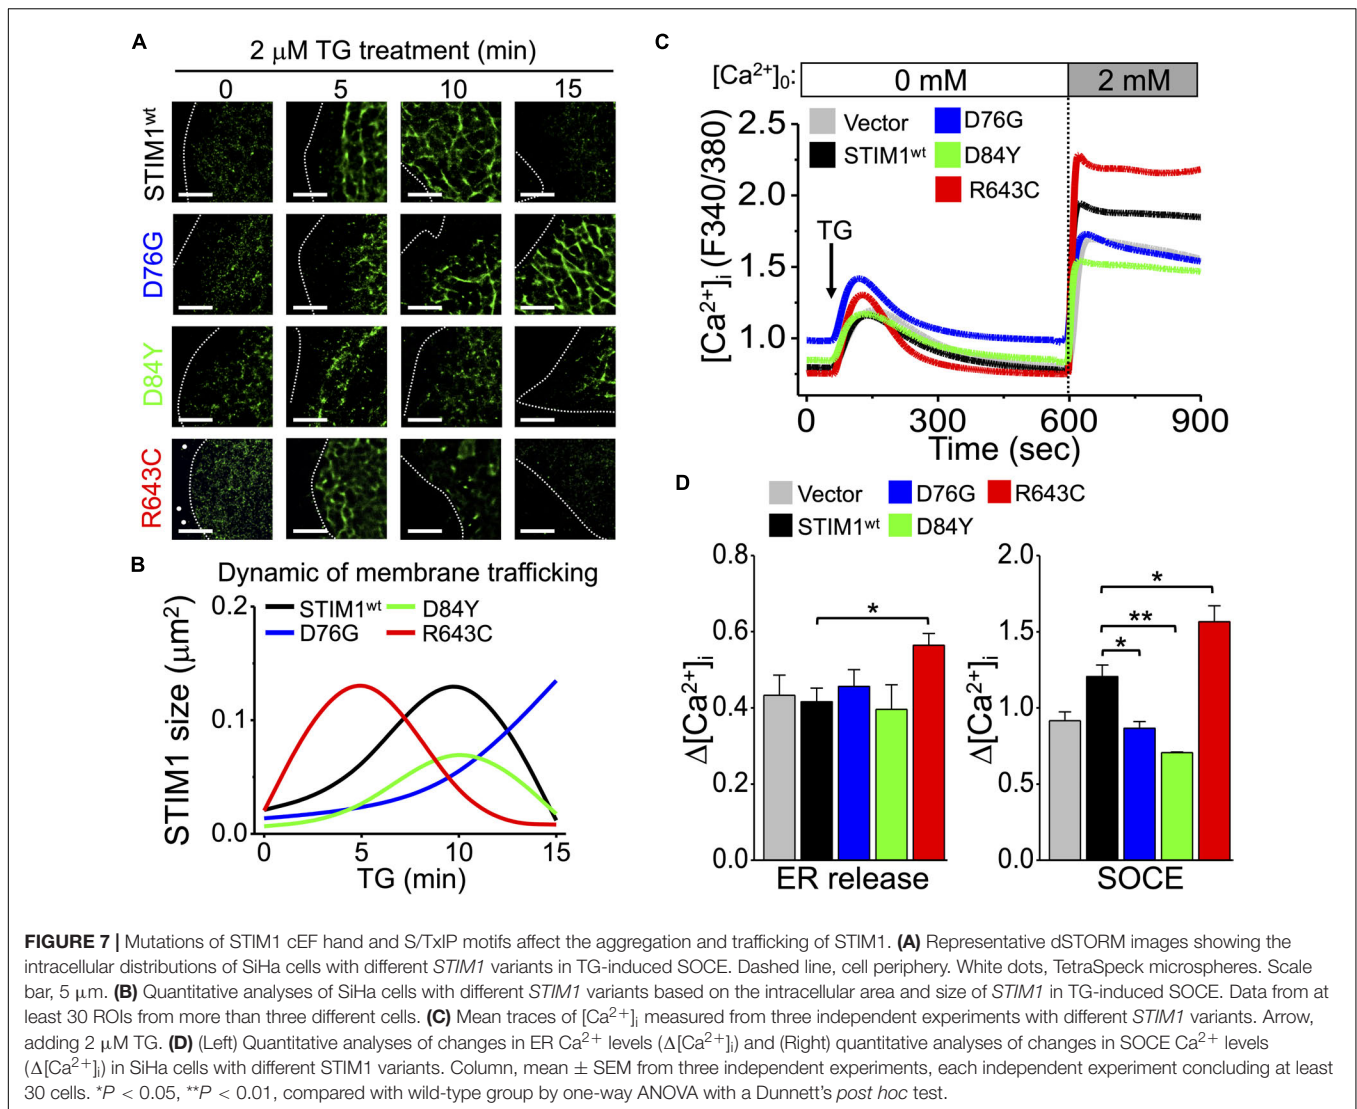 A
2 μM TG treatment (min)
0 5 10 15
STIM1ʷᵗ
D76G
D84Y
R643C
B
Dynamic of membrane trafficking
STIM1ʷᵗ D84Y
D76G R643C
STIM1 size (μm²)
0.2
0.1
0.0
0 5 10 15
TG (min)
C
[Ca²⁺]₀: 0 mM 2 mM
Vector D76G
STIM1ʷᵗ D84Y
R643C
TG
[Ca²⁺]ᵢ (F340/380)
2.5
2.0
1.5
1.0
0 300 600 900
Time (sec)
D
Vector D76G R643C
STIM1ʷᵗ D84Y
Δ[Ca²⁺]ᵢ
0.8
0.6
0.4
0.2
0.0
*
ER release
Δ[Ca²⁺]ᵢ
2.0
1.5
1.0
0.5
0.0
*
**
*
SOCE
FIGURE 7 | Mutations of STIM1 cEF hand and S/TxIP motifs affect the aggregation and trafficking of STIM1. (A) Representative dSTORM images showing the
intracellular distributions of SiHa cells with different STIM1 variants in TG-induced SOCE. Dashed line, cell periphery. White dots, TetraSpeck microspheres. Scale
bar, 5 μm. (B) Quantitative analyses of SiHa cells with different STIM1 variants based on the intracellular area and size of STIM1 in TG-induced SOCE. Data from at
least 30 ROIs from more than three different cells. (C) Mean traces of [Ca²⁺]ᵢ measured from three independent experiments with different STIM1 variants. Arrow,
adding 2 μM TG. (D) (Left) Quantitative analyses of changes in ER Ca²⁺ levels (Δ[Ca²⁺]ᵢ) and (Right) quantitative analyses of changes in SOCE Ca²⁺ levels
(Δ[Ca²⁺]ᵢ) in SiHa cells with different STIM1 variants. Column, mean ± SEM from three independent experiments, each independent experiment concluding at least
30 cells. *P < 0.05, **P < 0.01, compared with wild-type group by one-way ANOVA with a Dunnett's post hoc test.